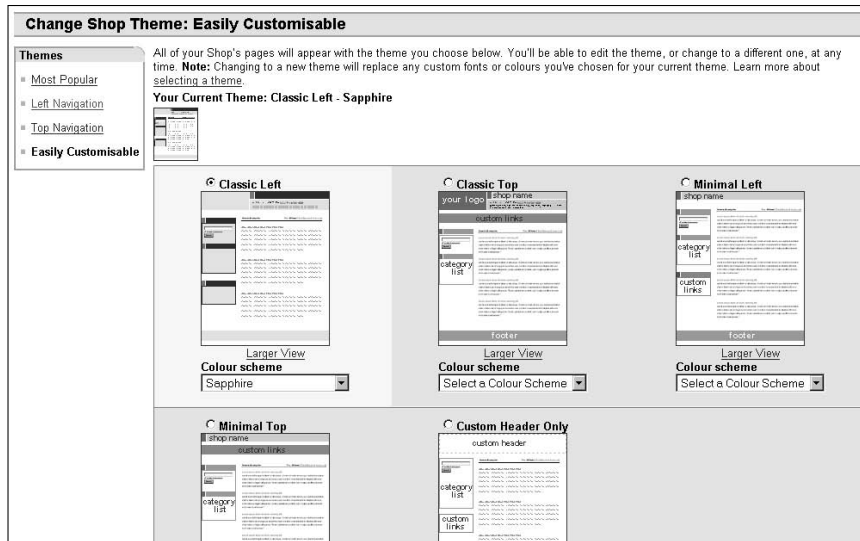 Change Shop Theme: Easily Customisable
Themes
Most Popular
Left Navigation
Top Navigation
Easily Customisable
All of your Shop's pages will appear with the theme you choose below. You'll be able to edit the theme, or change to a different one, at any
time. Note: Changing to a new theme will replace any custom fonts or colours you've chosen for your current theme. Learn more about
selecting a theme.
Your Current Theme: Classic Left - Sapphire
Classic Left
Larger View
Colour scheme
Sapphire
Classic Top
your logo
shop name
custom links
category
list
footer
Larger View
Colour scheme
Select a Colour Scheme
Minimal Left
shop name
category
list
custom
links
footer
Larger View
Colour scheme
Select a Colour Scheme
Minimal Top
shop name
custom links
category
list
Custom Header Only
custom header
category
list
custom
links